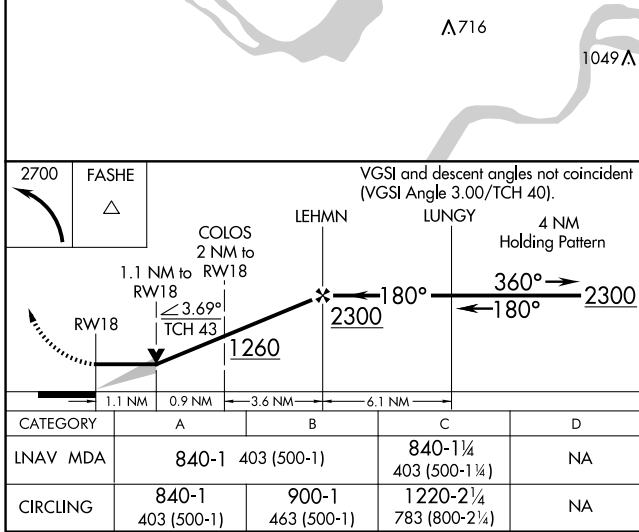 716
1049
2700
FASHE
VGSI and descent angles not coincident
(VGSI Angle 3.00/TCH 40).
LEHMN
LUNGY
4 NM
Holding Pattern
COLOS
2 NM to
RW18
1.1 NM to
RW18
RW18
3.69°
TCH 43
1260
2300
180°
360°
180°
2300
1.1 NM
0.9 NM
3.6 NM
6.1 NM
CATEGORY A B C D
LNAV MDA 840-1 403 (500-1) 840-1¼ 403 (500-1¼) NA
CIRCLING 840-1 403 (500-1) 900-1 463 (500-1) 1220-2¼ 783 (800-2¼) NA